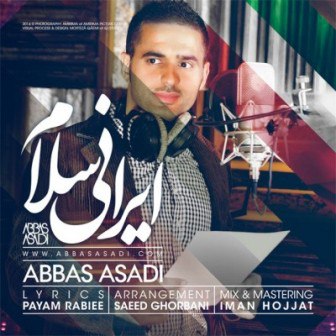 ایرانی سلام
ABBAS
ASADI
WWW.ABBASASADI.COM
ABBAS ASADI
LYRICS
PAYAM RABIEE
ARRANGEMENT
SAEED GHORBANI
MIX & MASTERING
IMAN HOJJAT